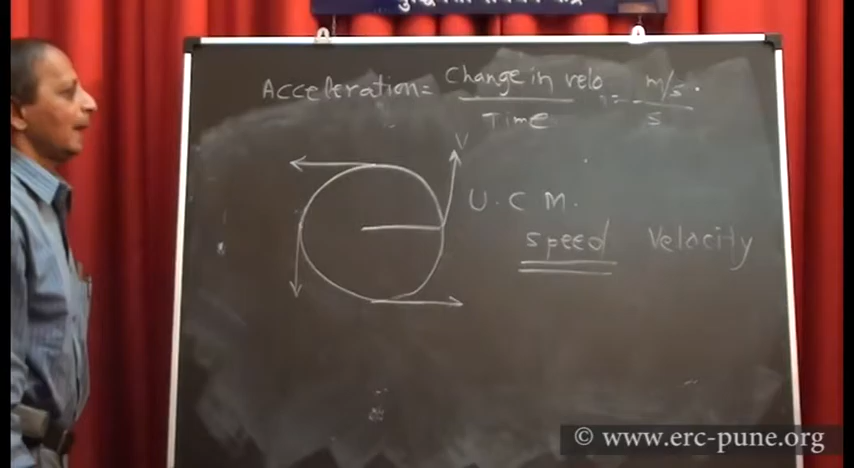 Acceleration = Change in velo / Time = m/s / s
V
U. C M.
speed Velocity
© www.erc-pune.org